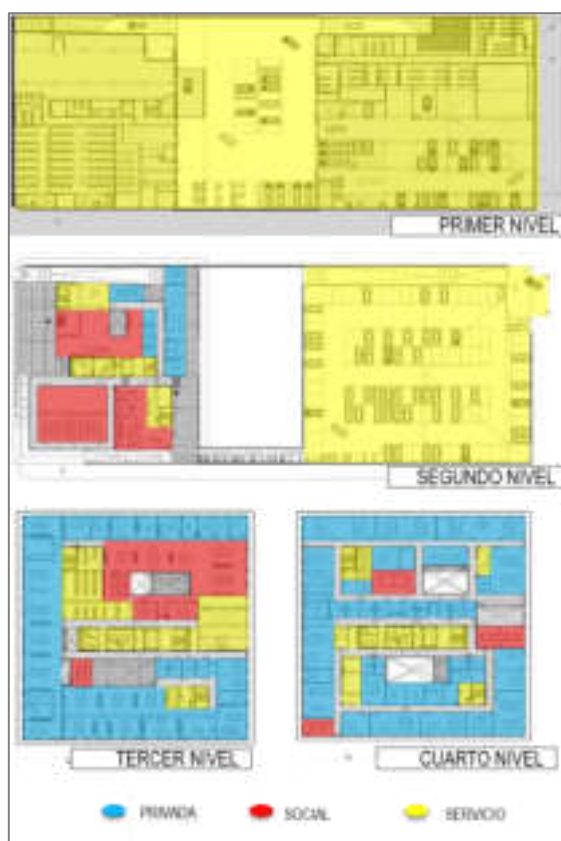 PRIMER NIVEL
SEGUNDO NIVEL
TERCER NIVEL
CUARTO NIVEL
PRIVADA SOCIAL SERVICIO